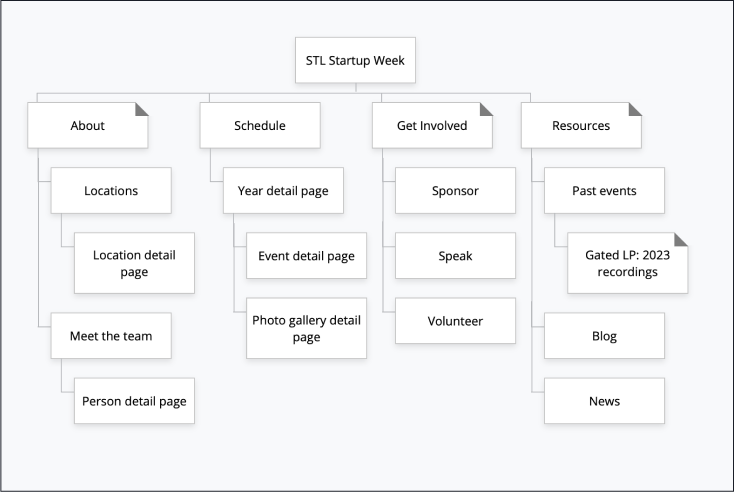 STL Startup Week
About
Schedule
Get Involved
Resources
Locations
Year detail page
Sponsor
Past events
Location detail
page
Event detail page
Speak
Gated LP: 2023
recordings
Meet the team
Photo gallery detail
page
Volunteer
Blog
Person detail page
News